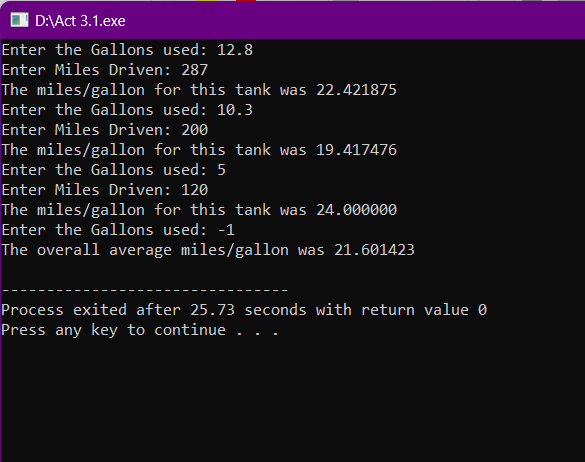 D:\Act 3.1.exe
Enter the Gallons used: 12.8
Enter Miles Driven: 287
The miles/gallon for this tank was 22.421875
Enter the Gallons used: 10.3
Enter Miles Driven: 200
The miles/gallon for this tank was 19.417476
Enter the Gallons used: 5
Enter Miles Driven: 120
The miles/gallon for this tank was 24.000000
Enter the Gallons used: -1
The overall average miles/gallon was 21.601423
--------------------------------
Process exited after 25.73 seconds with return value 0
Press any key to continue . . .